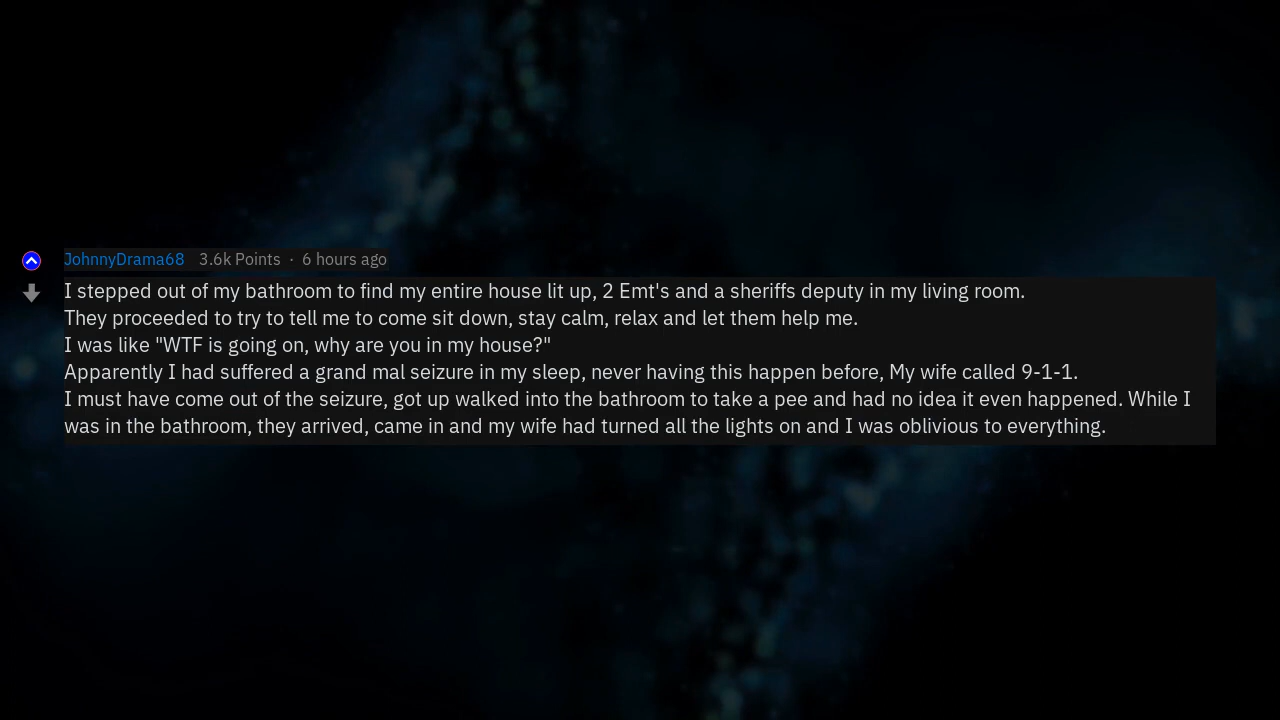 JohnnyDrama68 3.6k Points · 6 hours ago
I stepped out of my bathroom to find my entire house lit up, 2 Emt's and a sheriffs deputy in my living room.
They proceeded to try to tell me to come sit down, stay calm, relax and let them help me.
I was like "WTF is going on, why are you in my house?"
Apparently I had suffered a grand mal seizure in my sleep, never having this happen before, My wife called 9-1-1.
I must have come out of the seizure, got up walked into the bathroom to take a pee and had no idea it even happened. While I
was in the bathroom, they arrived, came in and my wife had turned all the lights on and I was oblivious to everything.